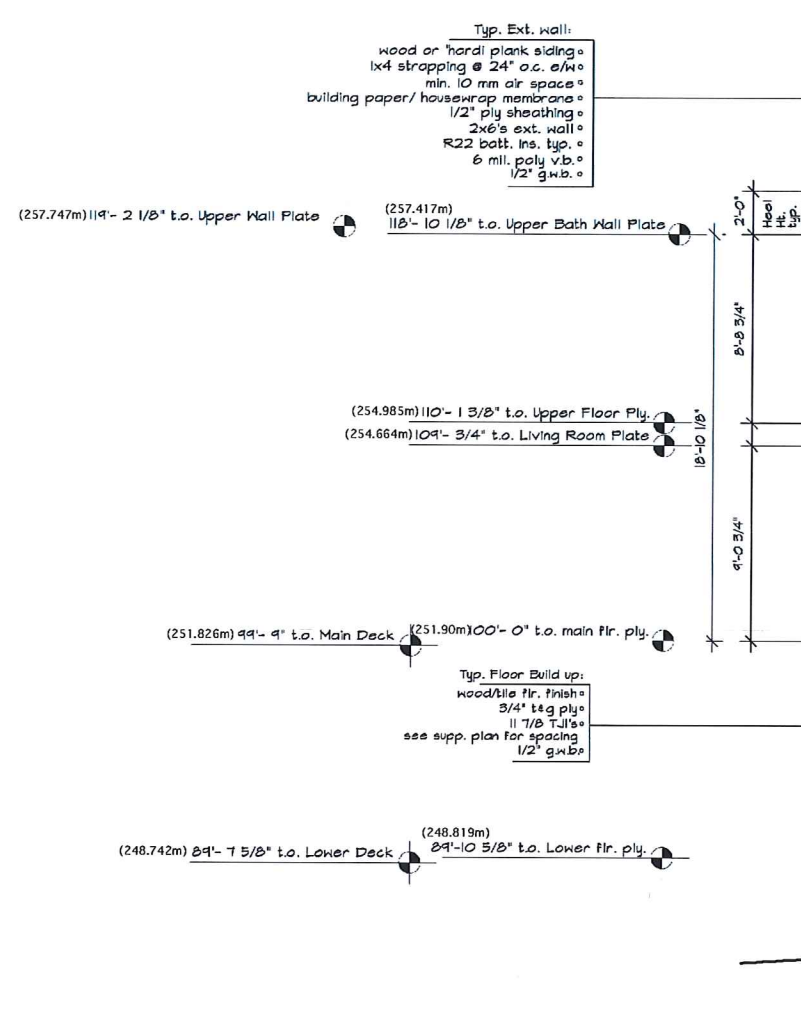 Typ. Ext. wall:
wood or 'hardi plank siding
1x4 strapping @ 24" o.c. e/w
min. 10 mm air space
building paper/ housewrap membrane
1/2" ply sheathing
2x6's ext. wall
R22 batt. Ins. typ.
6 mil. poly v.b.
1/2" g.w.b.
(257.747m) 119'- 2 1/8" t.o. Upper Wall Plate
(257.417m)
118'- 10 1/8" t.o. Upper Bath Wall Plate
2'-0"
Heel
Ht.
typ.
8'-8 3/4"
(254.985m) 110'- 1 3/8" t.o. Upper Floor Ply.
(254.664m) 109'- 3/4" t.o. Living Room Plate
18'-10 1/8"
9'-0 3/4"
(251.826m) 99'- 9" t.o. Main Deck
(251.90m) 100'- 0" t.o. main flr. ply.
Typ. Floor Build up:
wood/tile flr. finish
3/4" t&g ply
11 7/8 TJI's
see supp. plan for spacing
1/2" g.w.b.
(248.742m) 89'- 7 5/8" t.o. Lower Deck
(248.819m)
89'-10 5/8" t.o. Lower flr. ply.